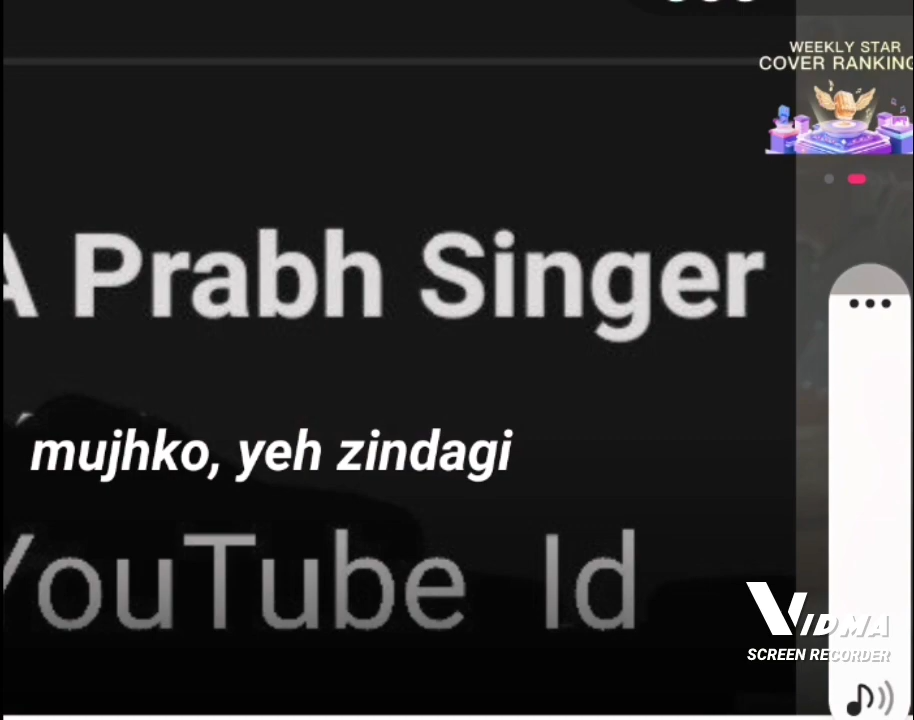 WEEKLY STAR
COVER RANKING
A Prabh Singer
mujhko, yeh zindagi
YouTube Id
VIDMA
SCREEN RECORDER